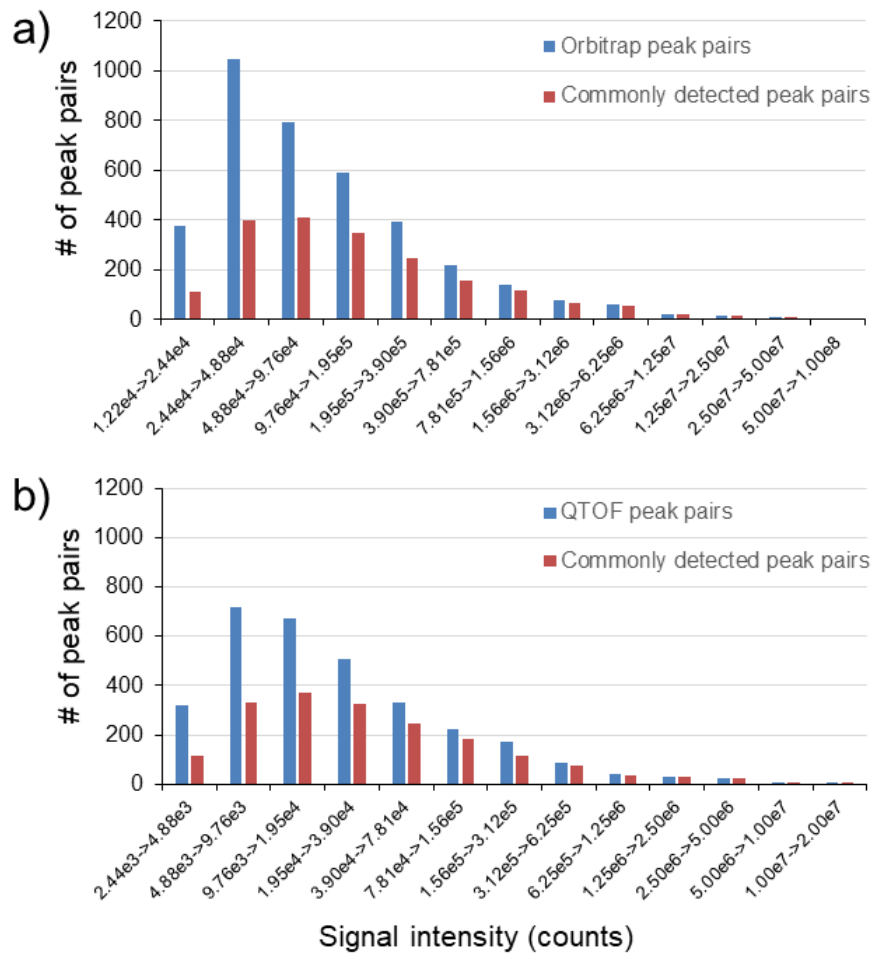 a)
# of peak pairs
1200
1000
800
600
400
200
0
Orbitrap peak pairs
Commonly detected peak pairs
1.22e4->2.44e4
2.44e4->4.88e4
4.88e4->9.76e4
9.76e4->1.95e5
1.95e5->3.90e5
3.90e5->7.81e5
7.81e5->1.56e6
1.56e6->3.12e6
3.12e6->6.25e6
6.25e6->1.25e7
1.25e7->2.50e7
2.50e7->5.00e7
5.00e7->1.00e8
b)
# of peak pairs
1200
1000
800
600
400
200
0
QTOF peak pairs
Commonly detected peak pairs
2.44e3->4.88e3
4.88e3->9.76e3
9.76e3->1.95e4
1.95e4->3.90e4
3.90e4->7.81e4
7.81e4->1.56e5
1.56e5->3.12e5
3.12e5->6.25e5
6.25e5->1.25e6
1.25e6->2.50e6
2.50e6->5.00e6
5.00e6->1.00e7
1.00e7->2.00e7
Signal intensity (counts)